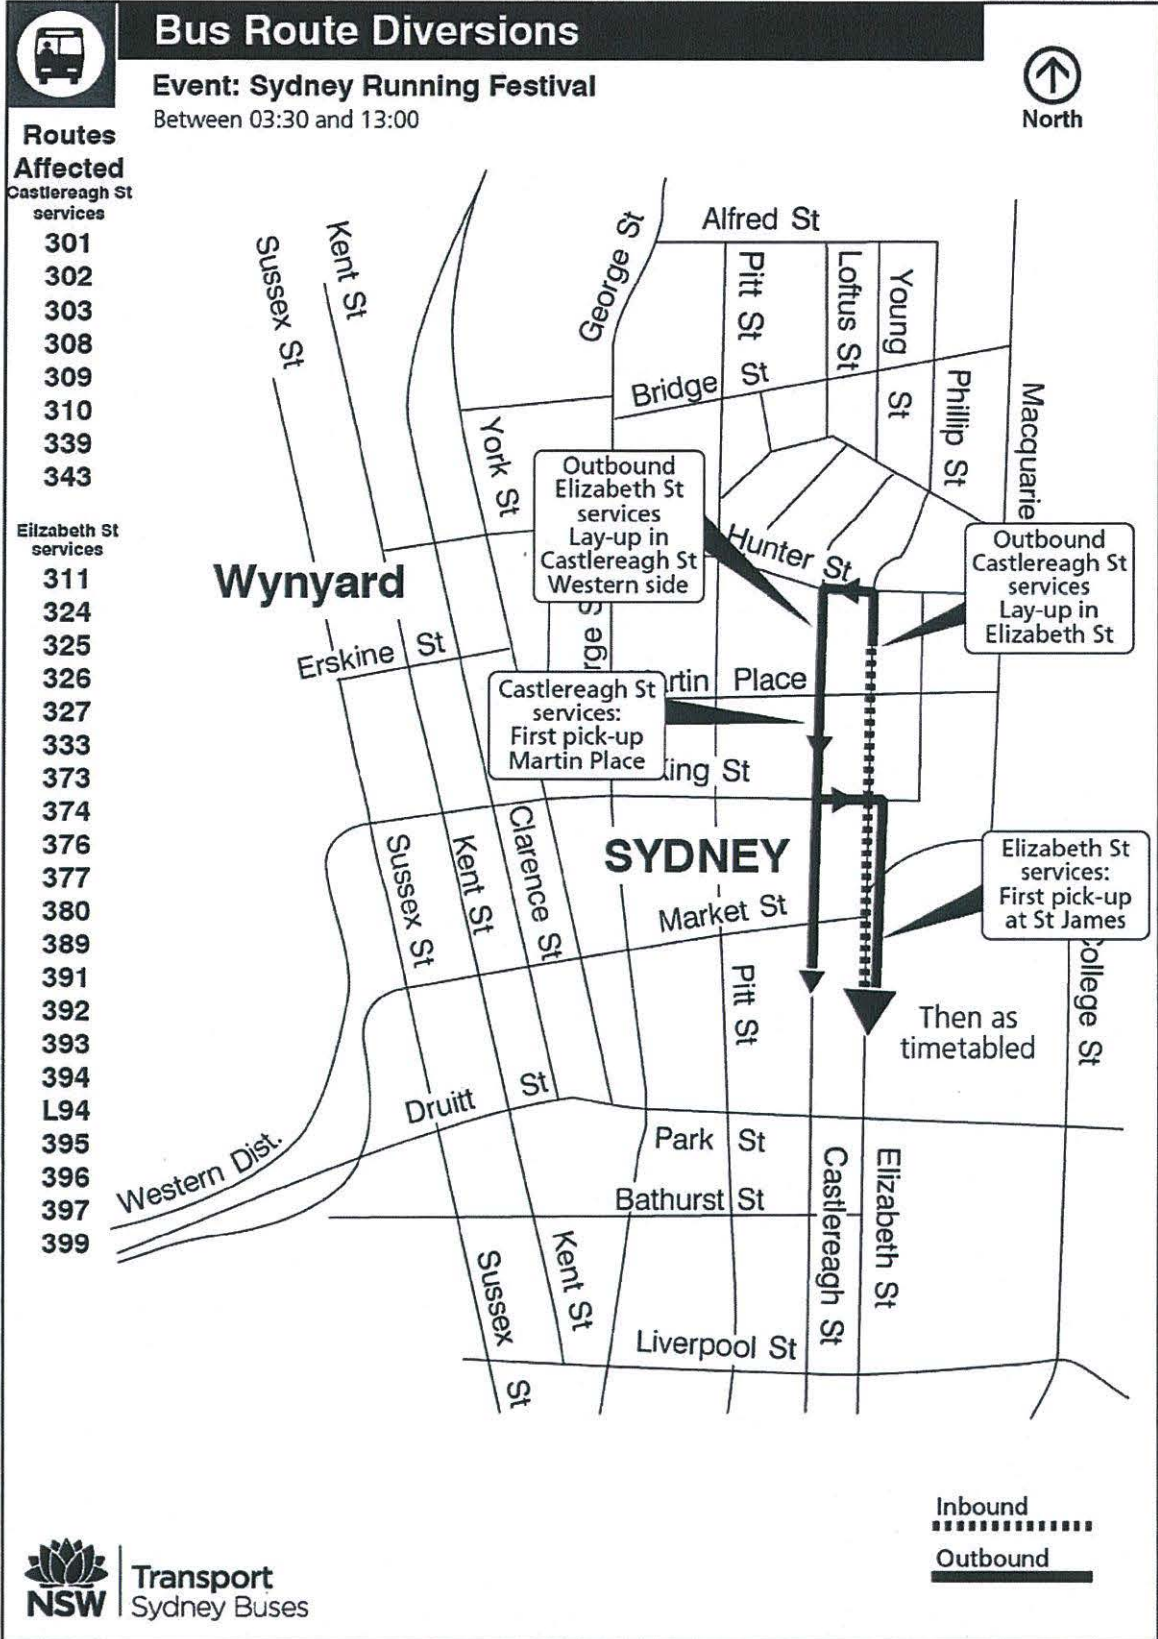 Bus Route Diversions
Event: Sydney Running Festival
Between 03:30 and 13:00
North
Routes
Affected
Castlereagh St
services
301
302
303
308
309
310
339
343
Eilzabeth St
services
311
324
325
326
327
333
373
374
376
377
380
389
391
392
393
394
L94
395
396
397
399
Alfred St
George St
Kent St
Sussex St
Pitt St
Loftus St
Young St
Bridge St
Phillip St
Macquarie
York St
Outbound
Elizabeth St
services
Lay-up in
Castlereagh St
Western side
Hunter St
Outbound
Castlereagh St
services
Lay-up in
Elizabeth St
Wynyard
Erskine St
rge S
Castlereagh St
services:
First pick-up
Martin Place
rtin Place
King St
SYDNEY
Clarence St
Kent St
Sussex St
Market St
Elizabeth St
services:
First pick-up
at St James
Pitt St
College St
Then as
timetabled
Druitt St
Park St
Western Dist.
Bathurst St
Castlereagh St
Elizabeth St
Sussex St
Kent St
Liverpool St
Inbound
Outbound
NSW
Transport
Sydney Buses